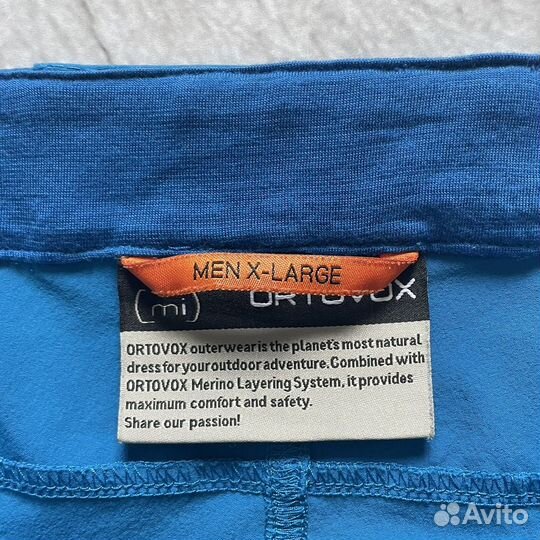 MEN X-LARGE
(mi) ORTOVOX
ORTOVOX outerwear is the planet's most natural
dress for your outdoor adventure. Combined with
ORTOVOX Merino Layering System, it provides
maximum comfort and safety.
Share our passion!
Avito